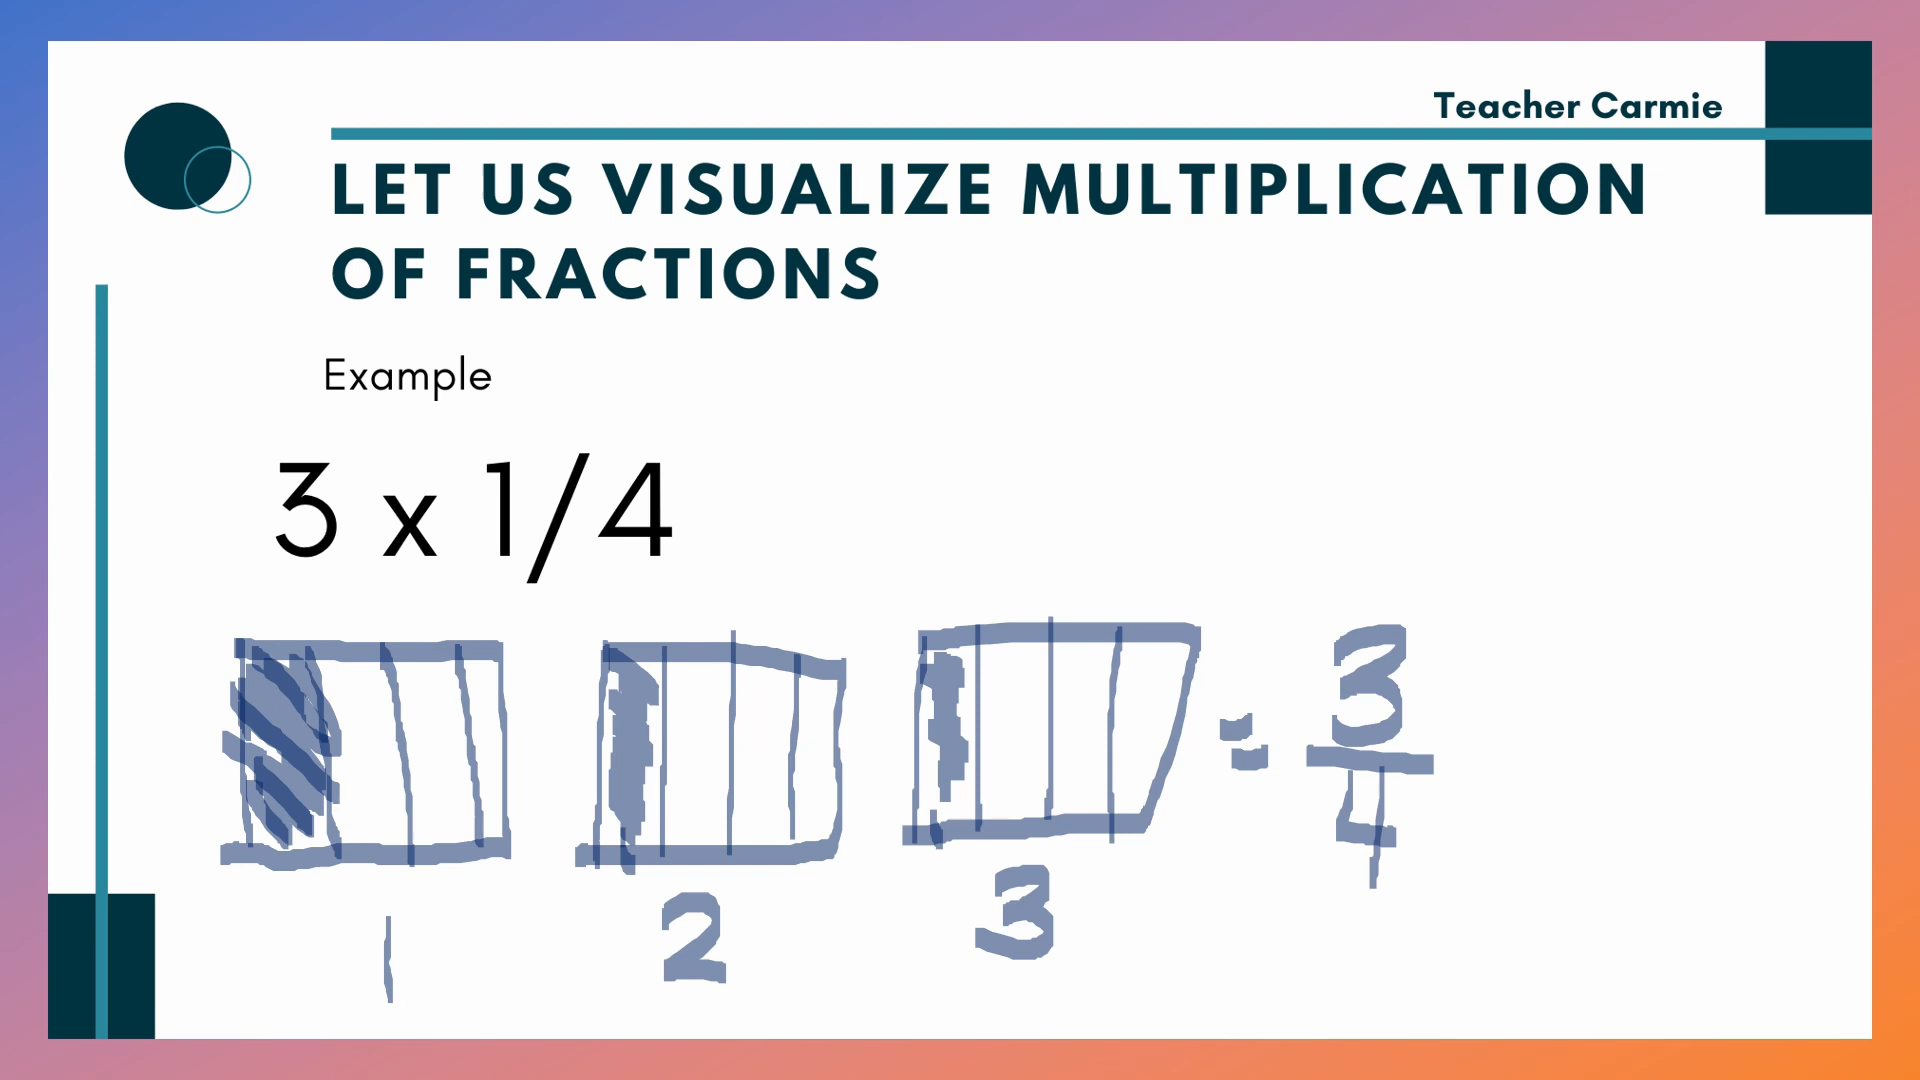 Teacher Carmie
LET US VISUALIZE MULTIPLICATION
OF FRACTIONS
Example
3 x 1/4
= 3/4
1 2 3